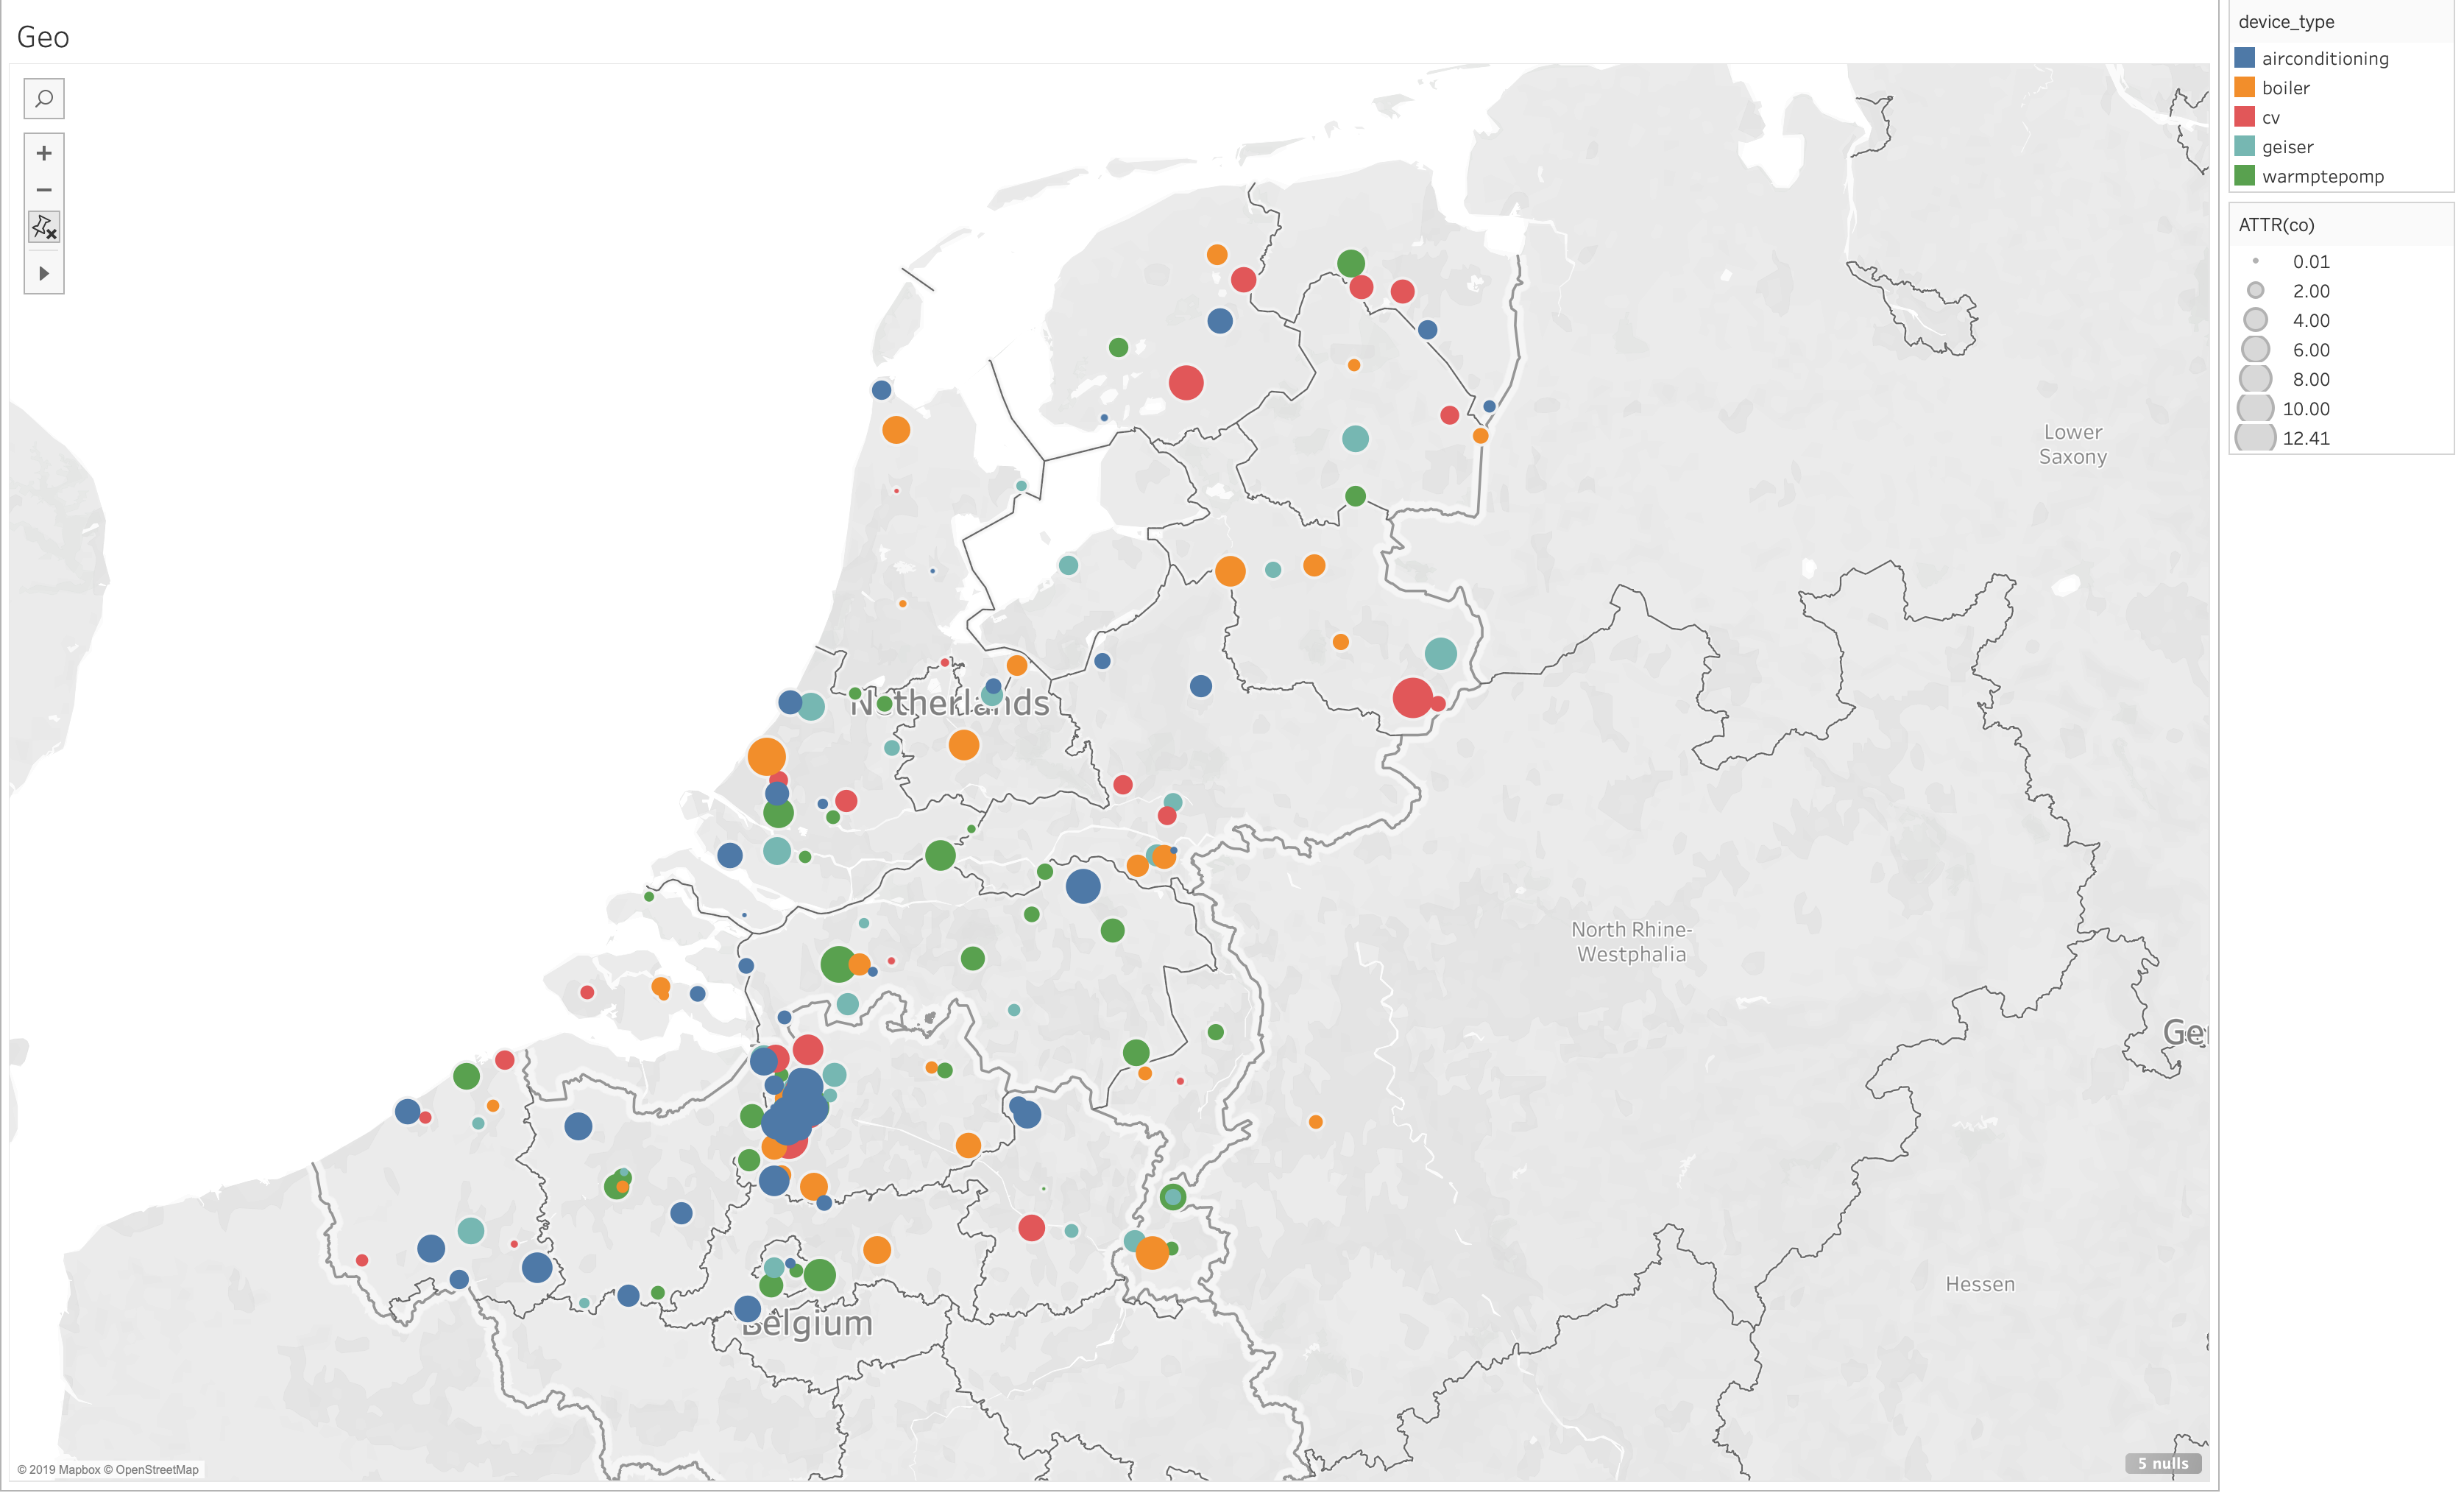 Geo
device_type
airconditioning
boiler
cv
geiser
warmptepomp
ATTR(co)
0.01
2.00
4.00
6.00
8.00
10.00
12.41
Lower
Saxony
Netherlands
North Rhine-
Westphalia
Ger
Hessen
Belgium
© 2019 Mapbox © OpenStreetMap
5 nulls